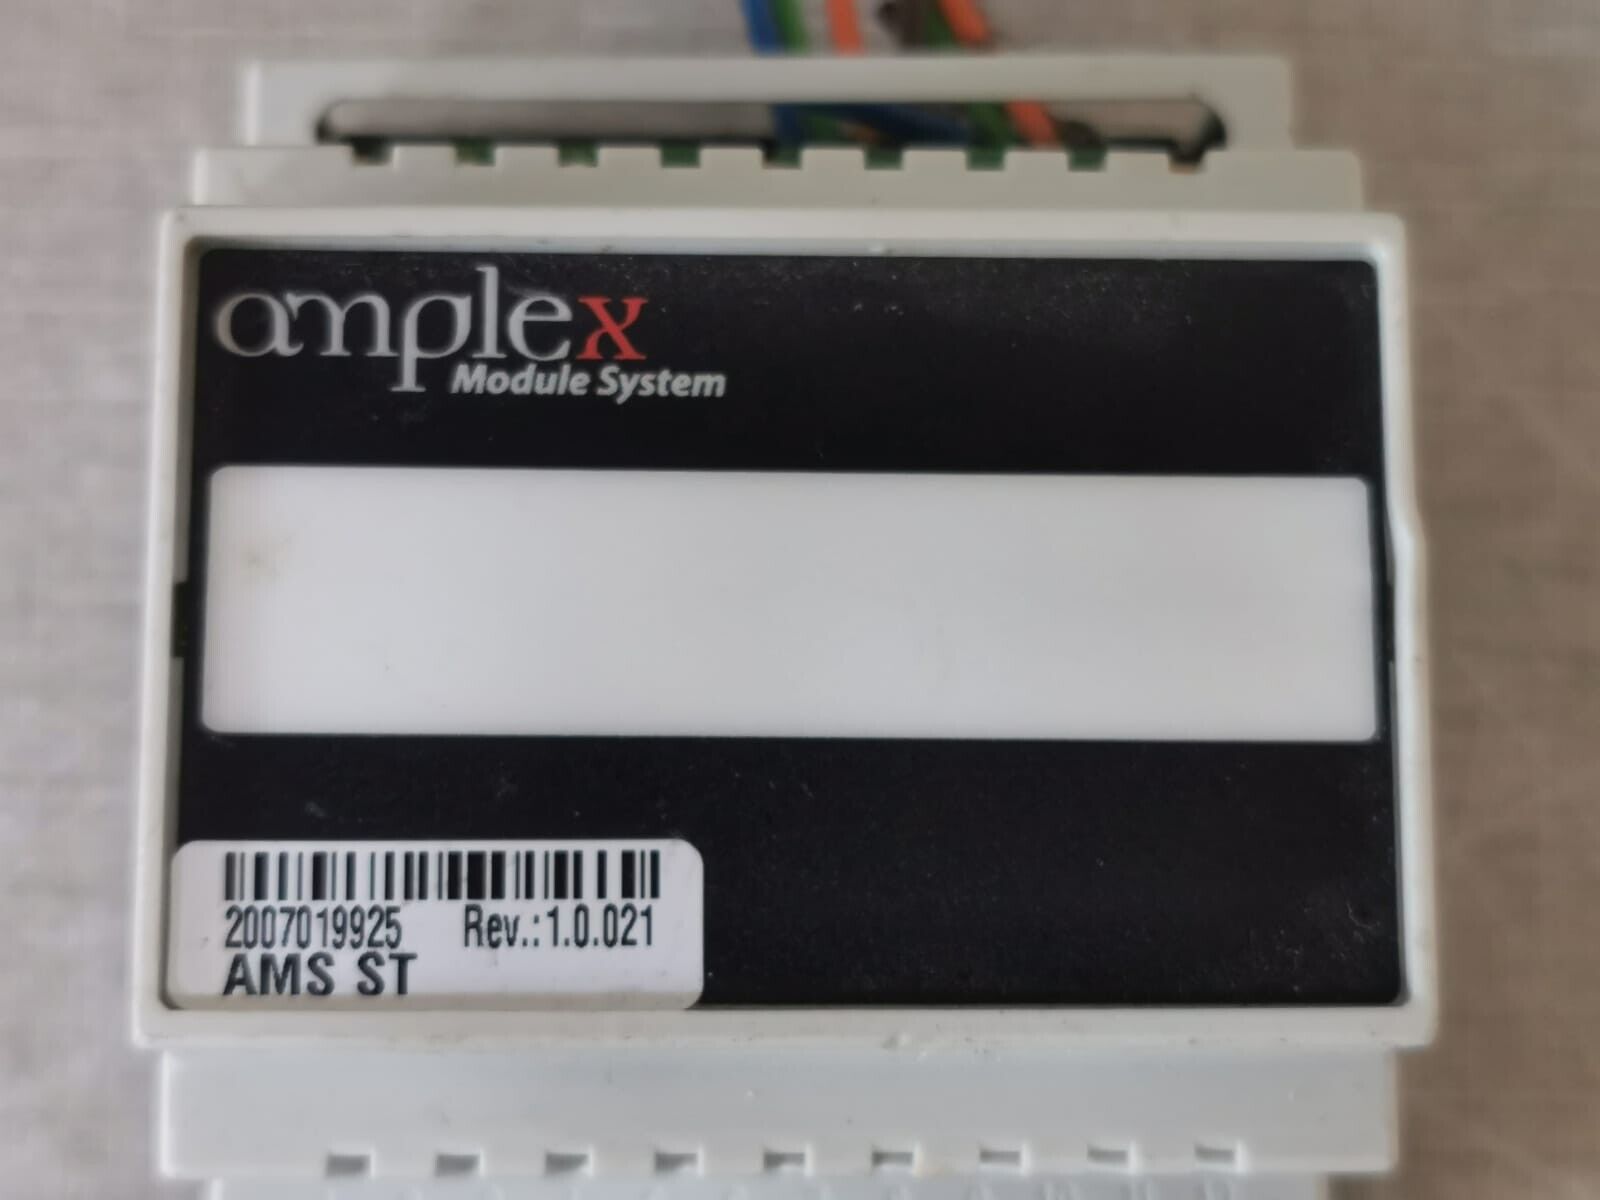 amplex
Module System
2007019925 Rev.:1.0.021
AMS ST